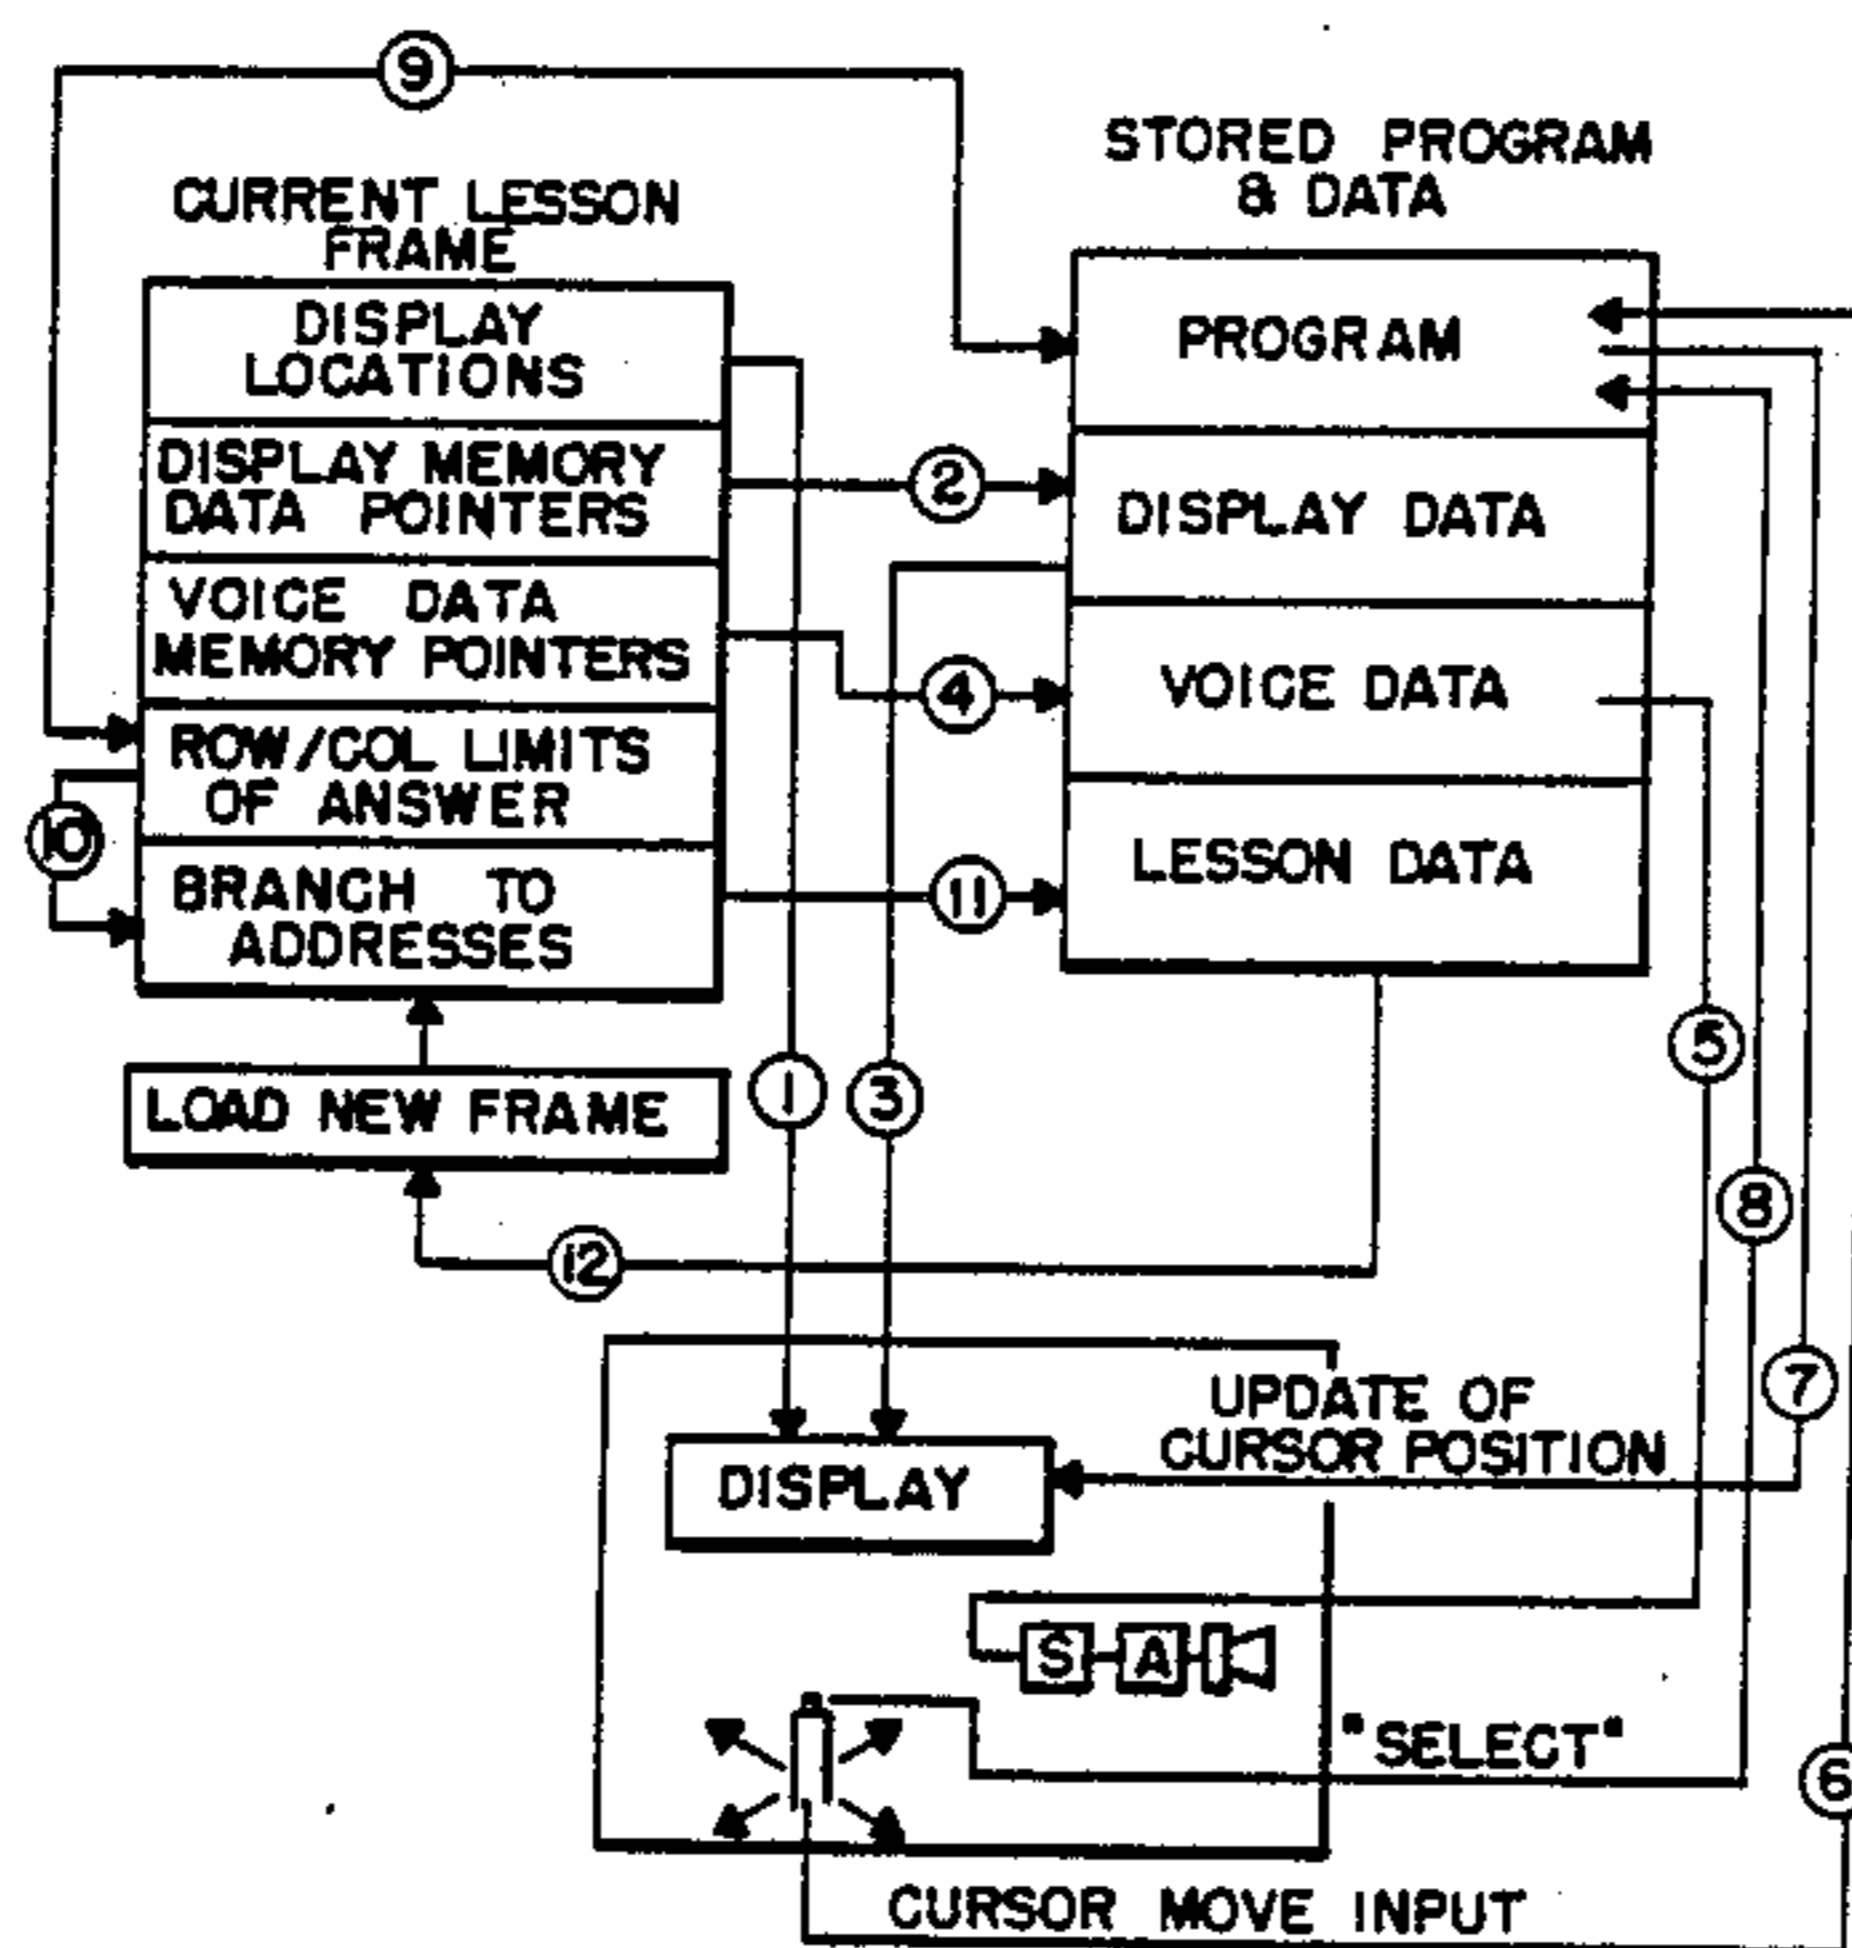 9
STORED PROGRAM
& DATA
CURRENT LESSON
FRAME
DISPLAY
LOCATIONS
PROGRAM
DISPLAY MEMORY
DATA POINTERS
2
DISPLAY DATA
VOICE DATA
MEMORY POINTERS
4
VOICE DATA
ROW/COL LIMITS
OF ANSWER
10
BRANCH TO
ADDRESSES
11
LESSON DATA
5
LOAD NEW FRAME
1
3
8
12
7
UPDATE OF
CURSOR POSITION
DISPLAY
S
A
"SELECT"
6
CURSOR MOVE INPUT